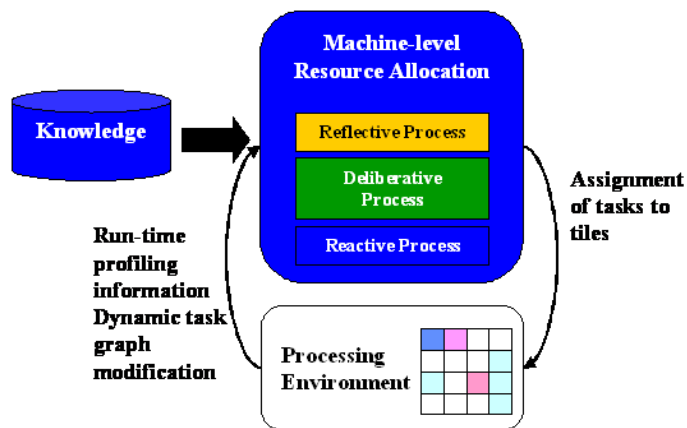 Machine-level
Resource Allocation
Knowledge
Reflective Process
Deliberative
Process
Reactive Process
Assignment
of tasks to
tiles
Run-time
profiling
information
Dynamic task
graph
modification
Processing
Environment